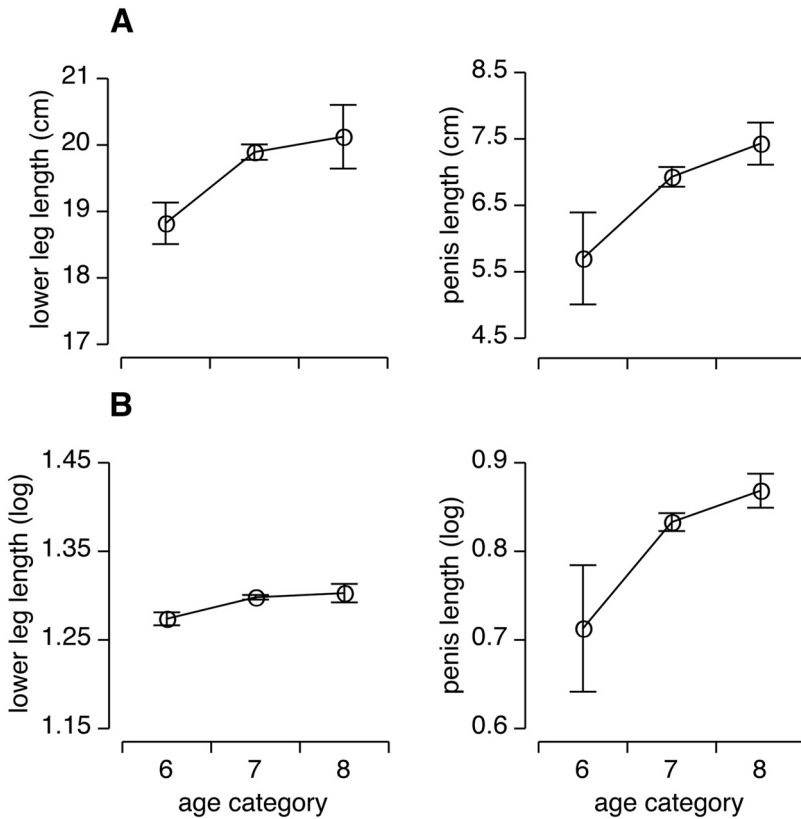 A
lower leg length (cm)
21
20
19
18
17
penis length (cm)
8.5
7.5
6.5
5.5
4.5
B
lower leg length (log)
1.45
1.35
1.25
1.15
6 7 8
age category
penis length (log)
0.9
0.8
0.7
0.6
6 7 8
age category